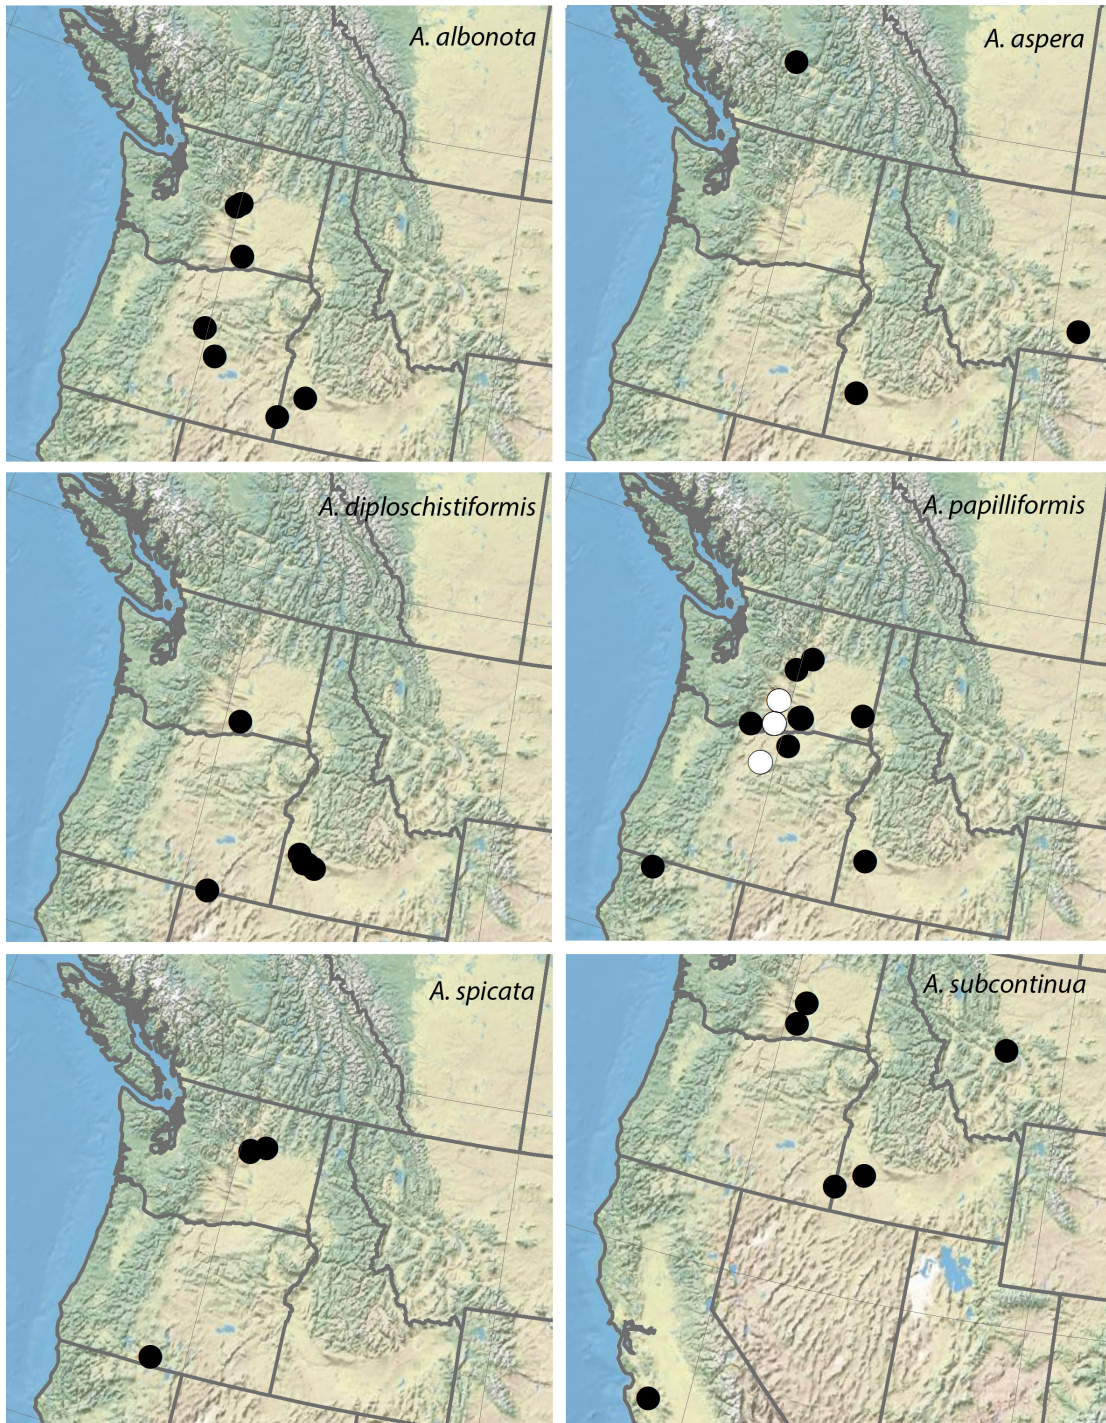 A. albonota
A. aspera
A. diploschistiformis
A. papilliformis
A. spicata
A. subcontinua